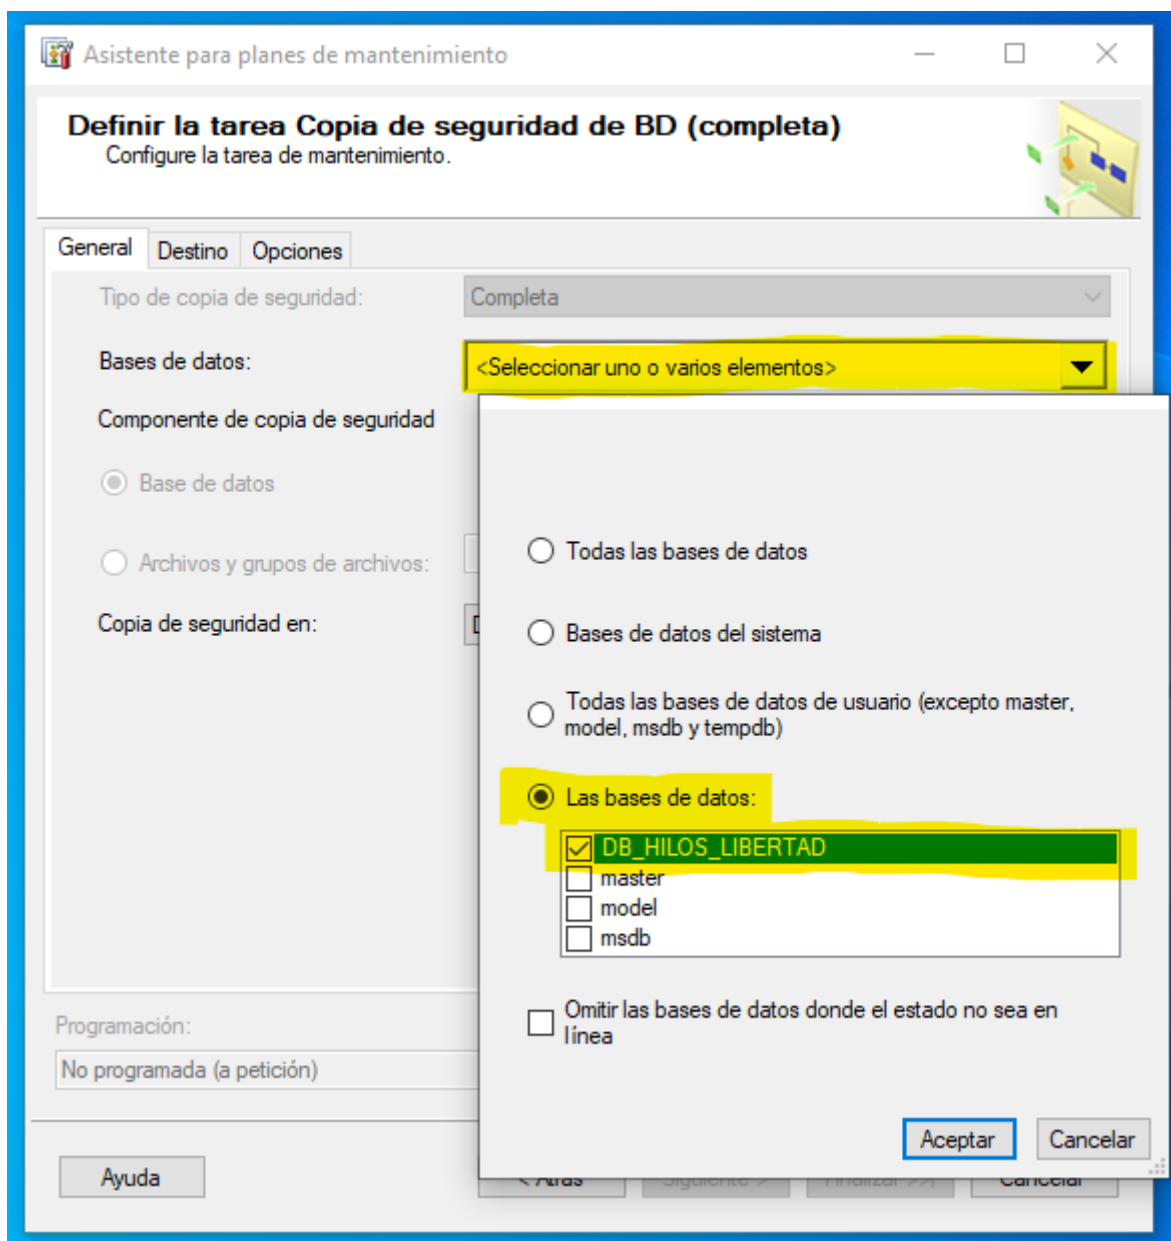 Asistente para planes de mantenimiento
Definir la tarea Copia de seguridad de BD (completa)
Configure la tarea de mantenimiento.
General Destino Opciones
Tipo de copia de seguridad: Completa
Bases de datos: <Seleccionar uno o varios elementos>
Componente de copia de seguridad
Base de datos
Archivos y grupos de archivos:
Copia de seguridad en:
Todas las bases de datos
Bases de datos del sistema
Todas las bases de datos de usuario (excepto master,
model, msdb y tempdb)
Las bases de datos:
DB_HILOS_LIBERTAD
master
model
msdb
Omitir las bases de datos donde el estado no sea en
línea
Aceptar Cancelar
Programación:
No programada (a petición)
Ayuda < Atrás Siguiente > Finalizar >>| Cancelar